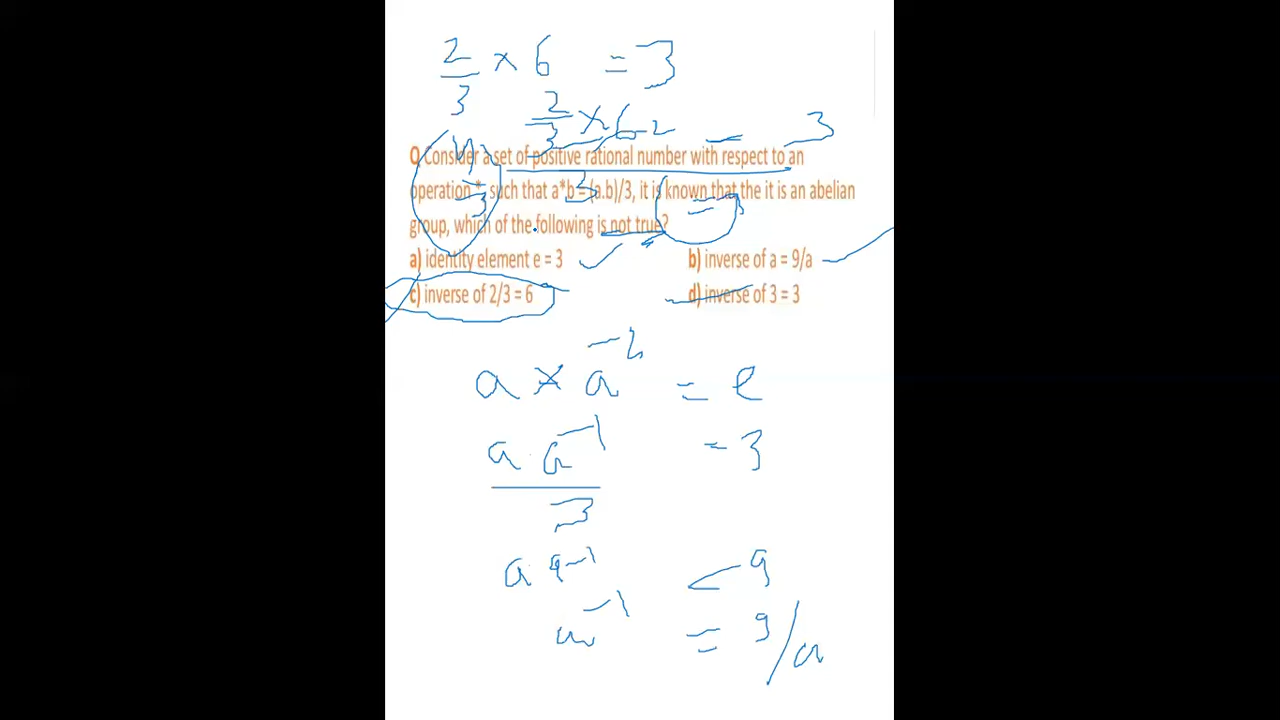 2/3 × 6 = 3
2/3 × 6 2 = 3
Q Consider a set of positive rational number with respect to an
operation * such that a*b = (a.b)/3, it is known that the it is an abelian
group, which of the following is not true?
a) identity element e = 3 b) inverse of a = 9/a
c) inverse of 2/3 = 6 d) inverse of 3 = 3
a × a⁻¹ = e
a a⁻¹ / 3 = 3
a a⁻¹ = 9
a⁻¹ = 9/a